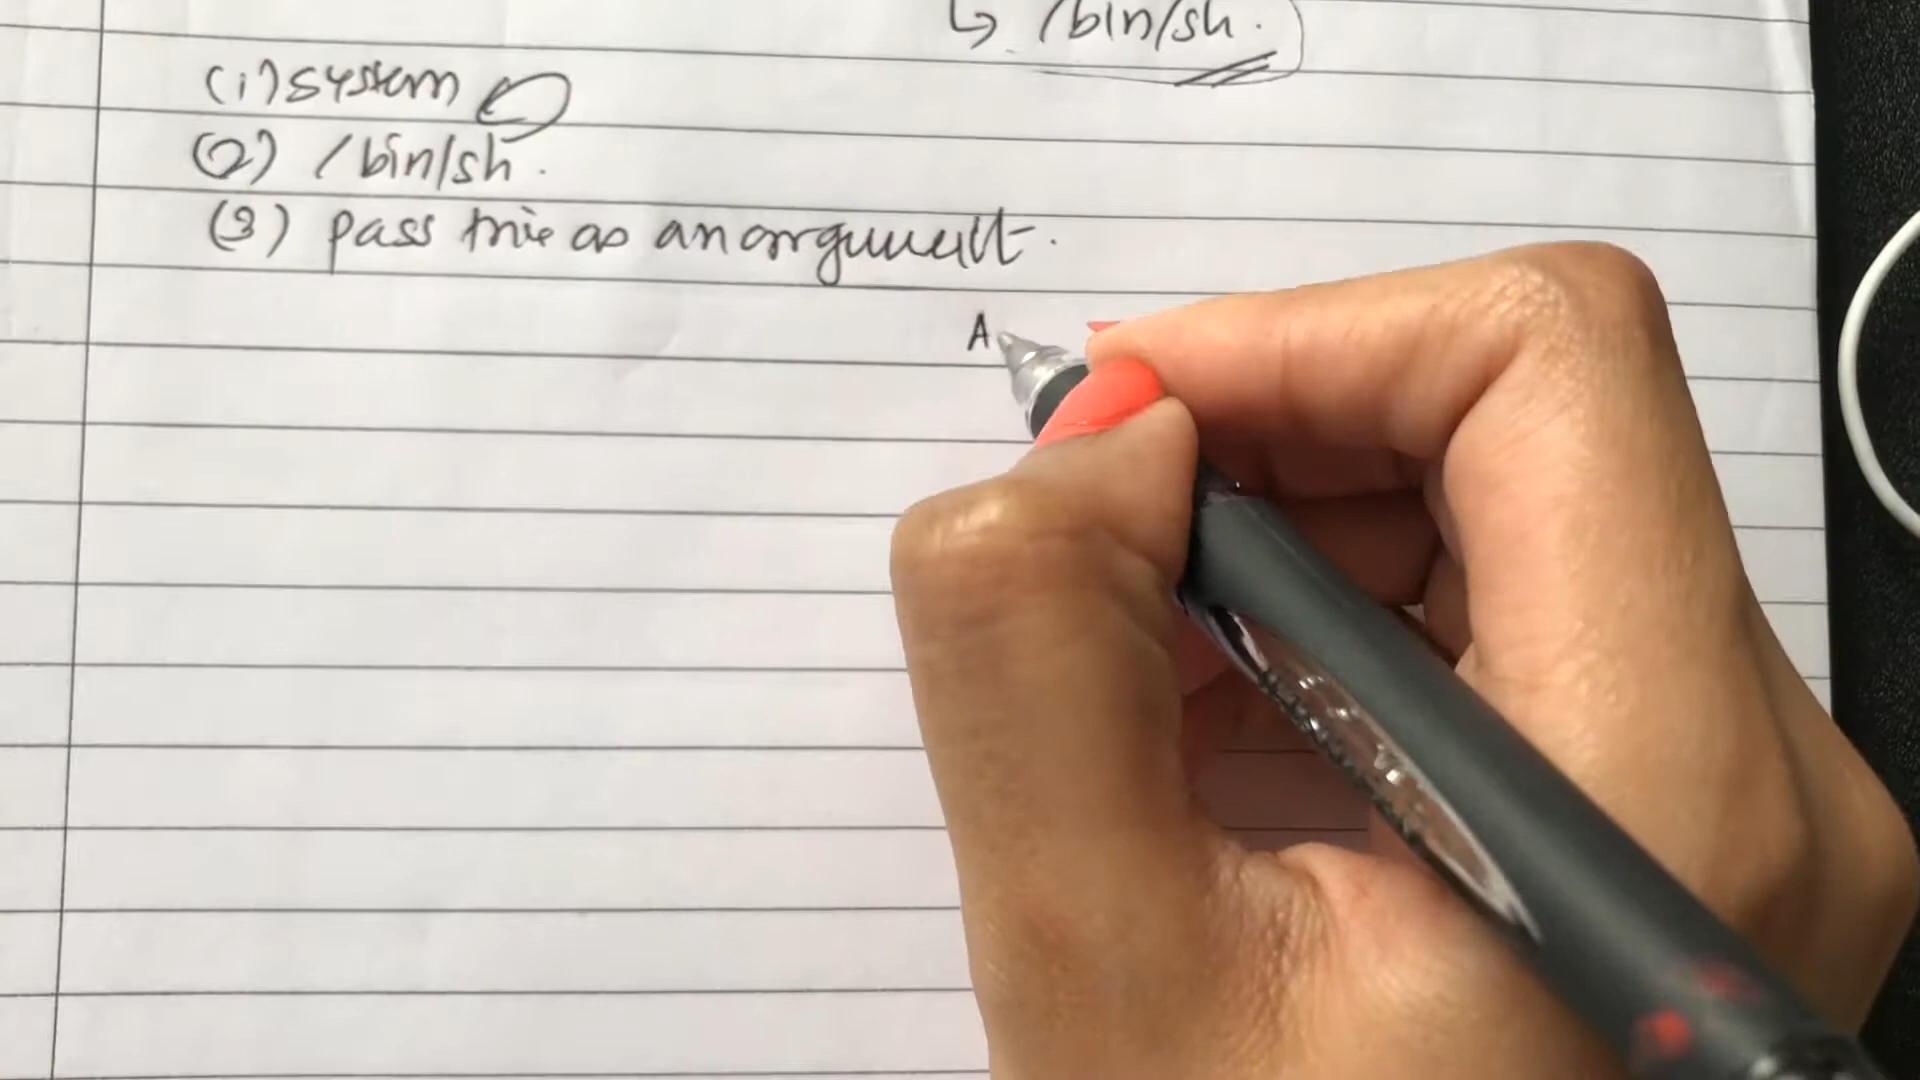 ↳ /bin/sh.
(1) system
(2) /bin/sh.
(3) pass this as an argument.
A